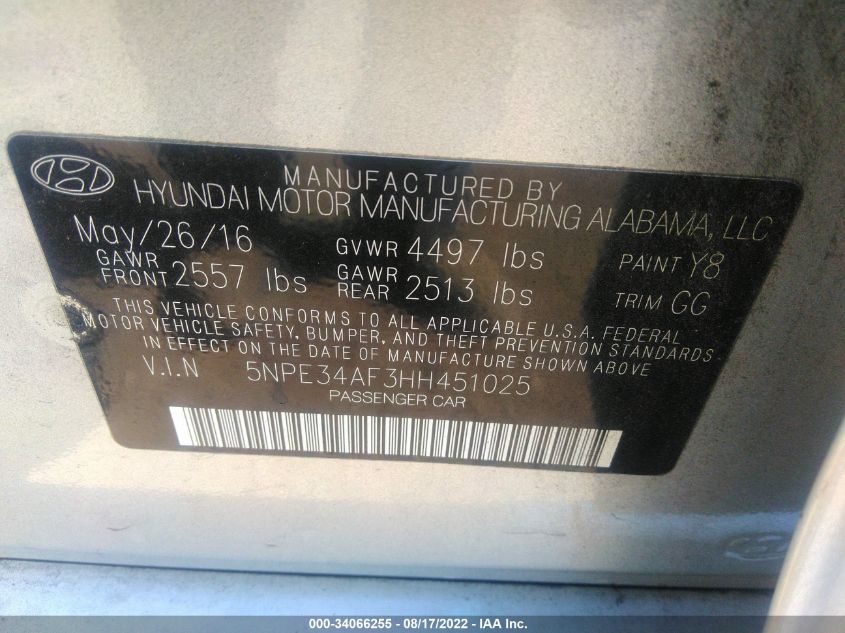 MANUFACTURED BY
HYUNDAI MOTOR MANUFACTURING ALABAMA, LLC
May/26/16 GVWR 4497 lbs PAINT Y8
GAWR FRONT 2557 lbs GAWR REAR 2513 lbs TRIM GG
THIS VEHICLE CONFORMS TO ALL APPLICABLE U.S.A. FEDERAL
MOTOR VEHICLE SAFETY, BUMPER, AND THEFT PREVENTION STANDARDS
IN EFFECT ON THE DATE OF MANUFACTURE SHOWN ABOVE
V.I.N 5NPE34AF3HH451025
PASSENGER CAR
000-34066255 - 08/17/2022 - IAA Inc.